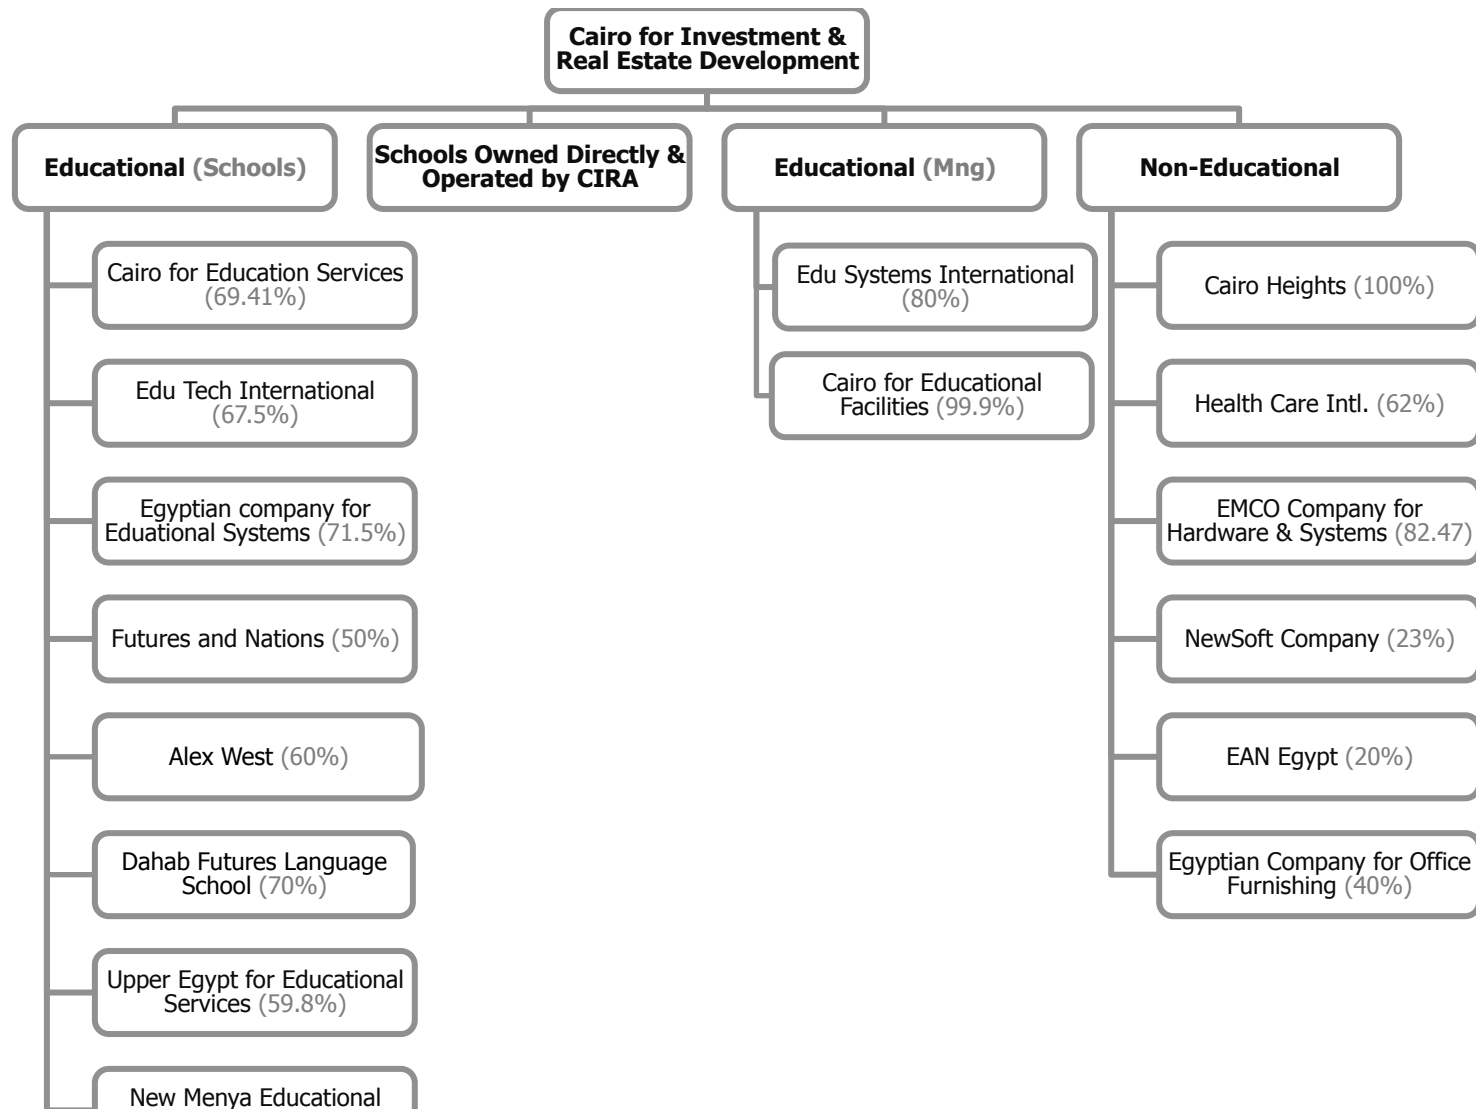 Cairo for Investment &
Real Estate Development
Educational (Schools)
Schools Owned Directly &
Operated by CIRA
Educational (Mng)
Non-Educational
Cairo for Education Services
(69.41%)
Edu Tech International
(67.5%)
Egyptian company for
Eduational Systems (71.5%)
Futures and Nations (50%)
Alex West (60%)
Dahab Futures Language
School (70%)
Upper Egypt for Educational
Services (59.8%)
New Menya Educational
Edu Systems International
(80%)
Cairo for Educational
Facilities (99.9%)
Cairo Heights (100%)
Health Care Intl. (62%)
EMCO Company for
Hardware & Systems (82.47)
NewSoft Company (23%)
EAN Egypt (20%)
Egyptian Company for Office
Furnishing (40%)